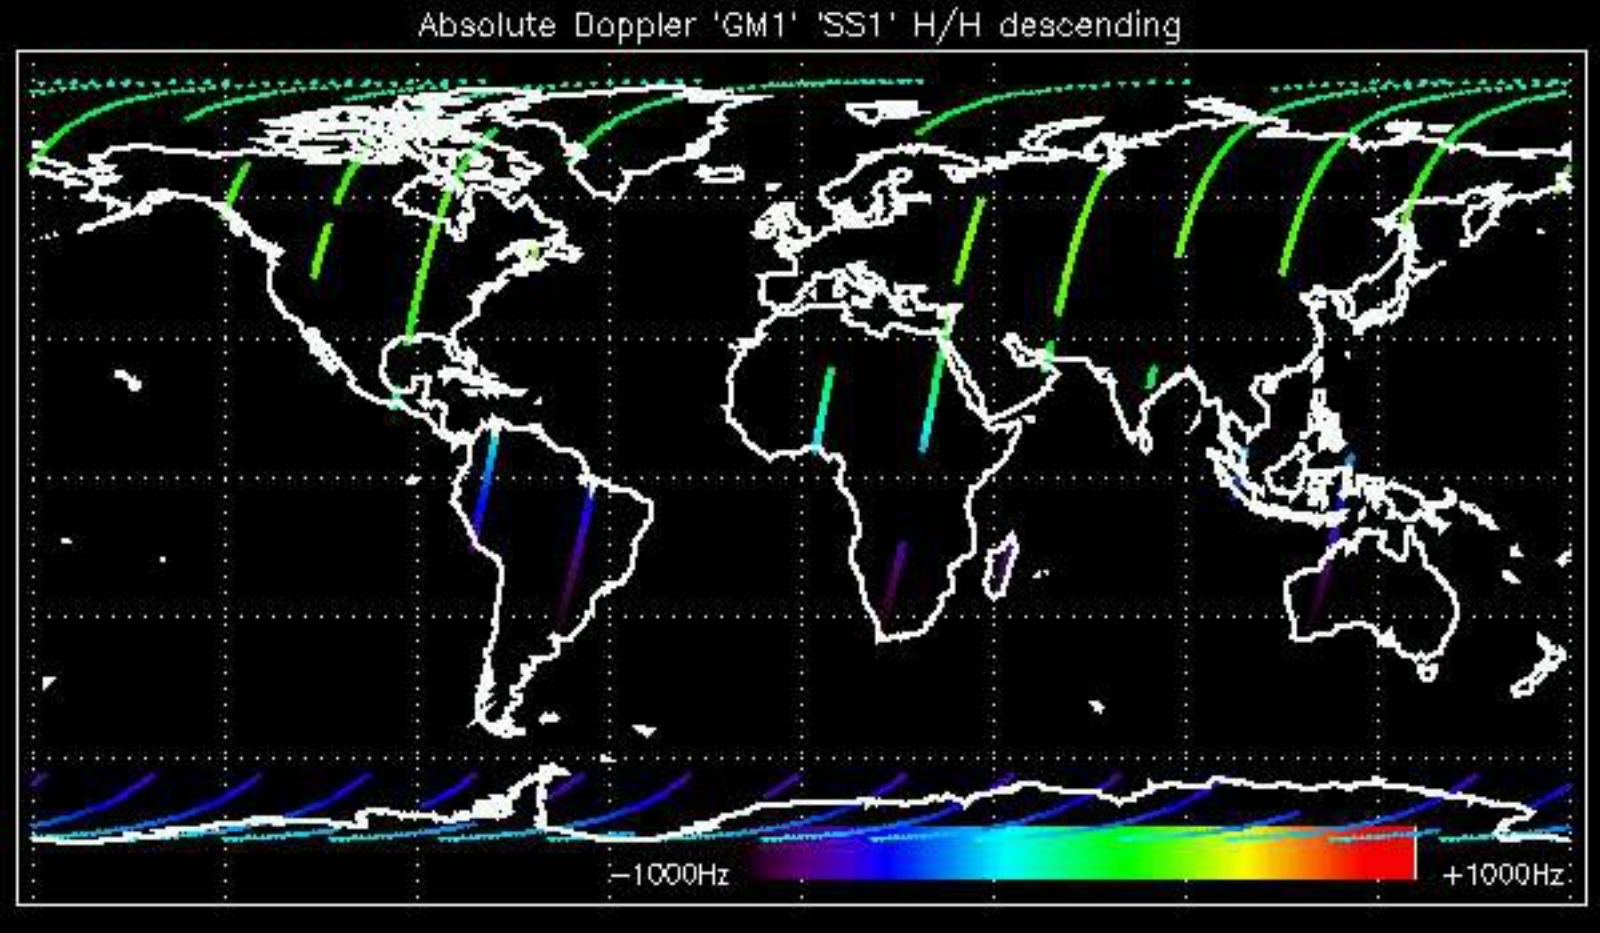 Absolute Doppler 'GM1' 'SS1' H/H descending
−1000Hz +1000Hz